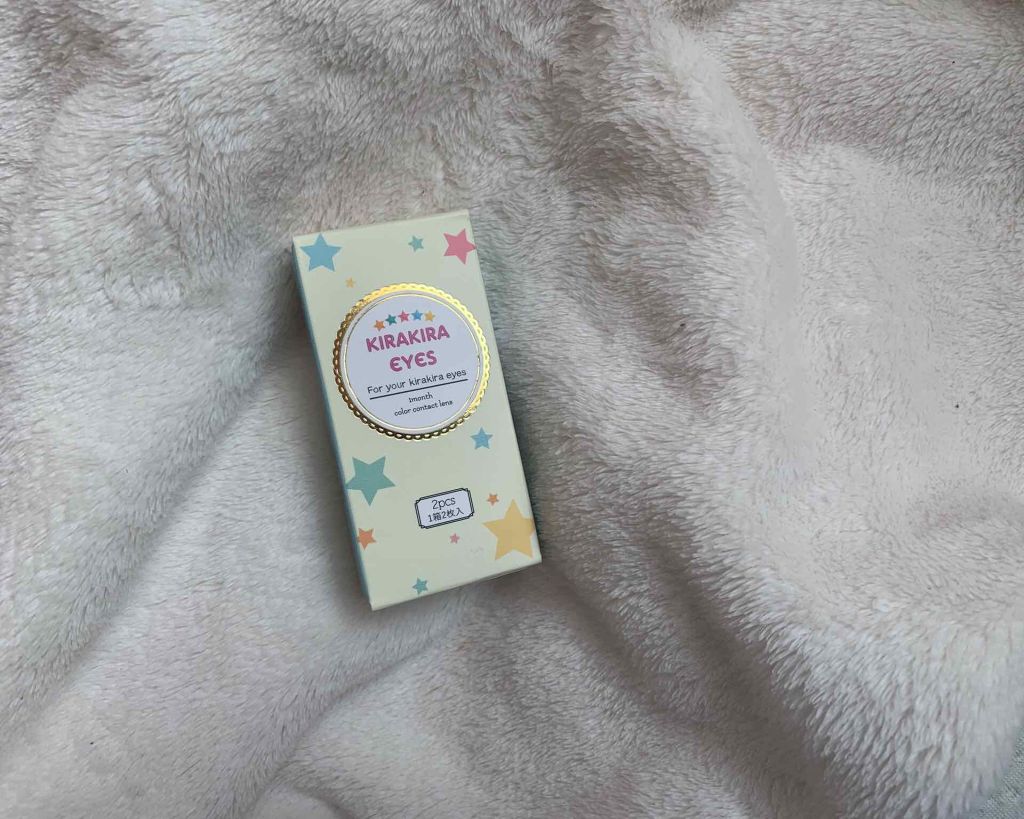 KIRAKIRA
EYES
For your kirakira eyes
1month
color contact lens
2pcs
1箱2枚入